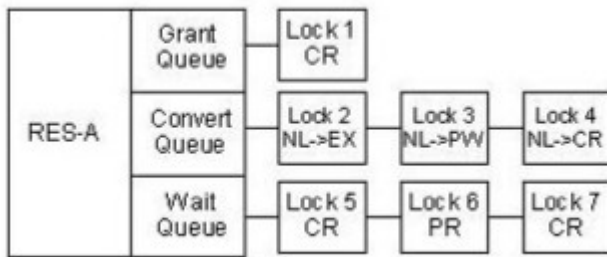 RES-A
Grant
Queue
Lock 1
CR
Convert
Queue
Lock 2
NL->EX
Lock 3
NL->PW
Lock 4
NL->CR
Wait
Queue
Lock 5
CR
Lock 6
PR
Lock 7
CR